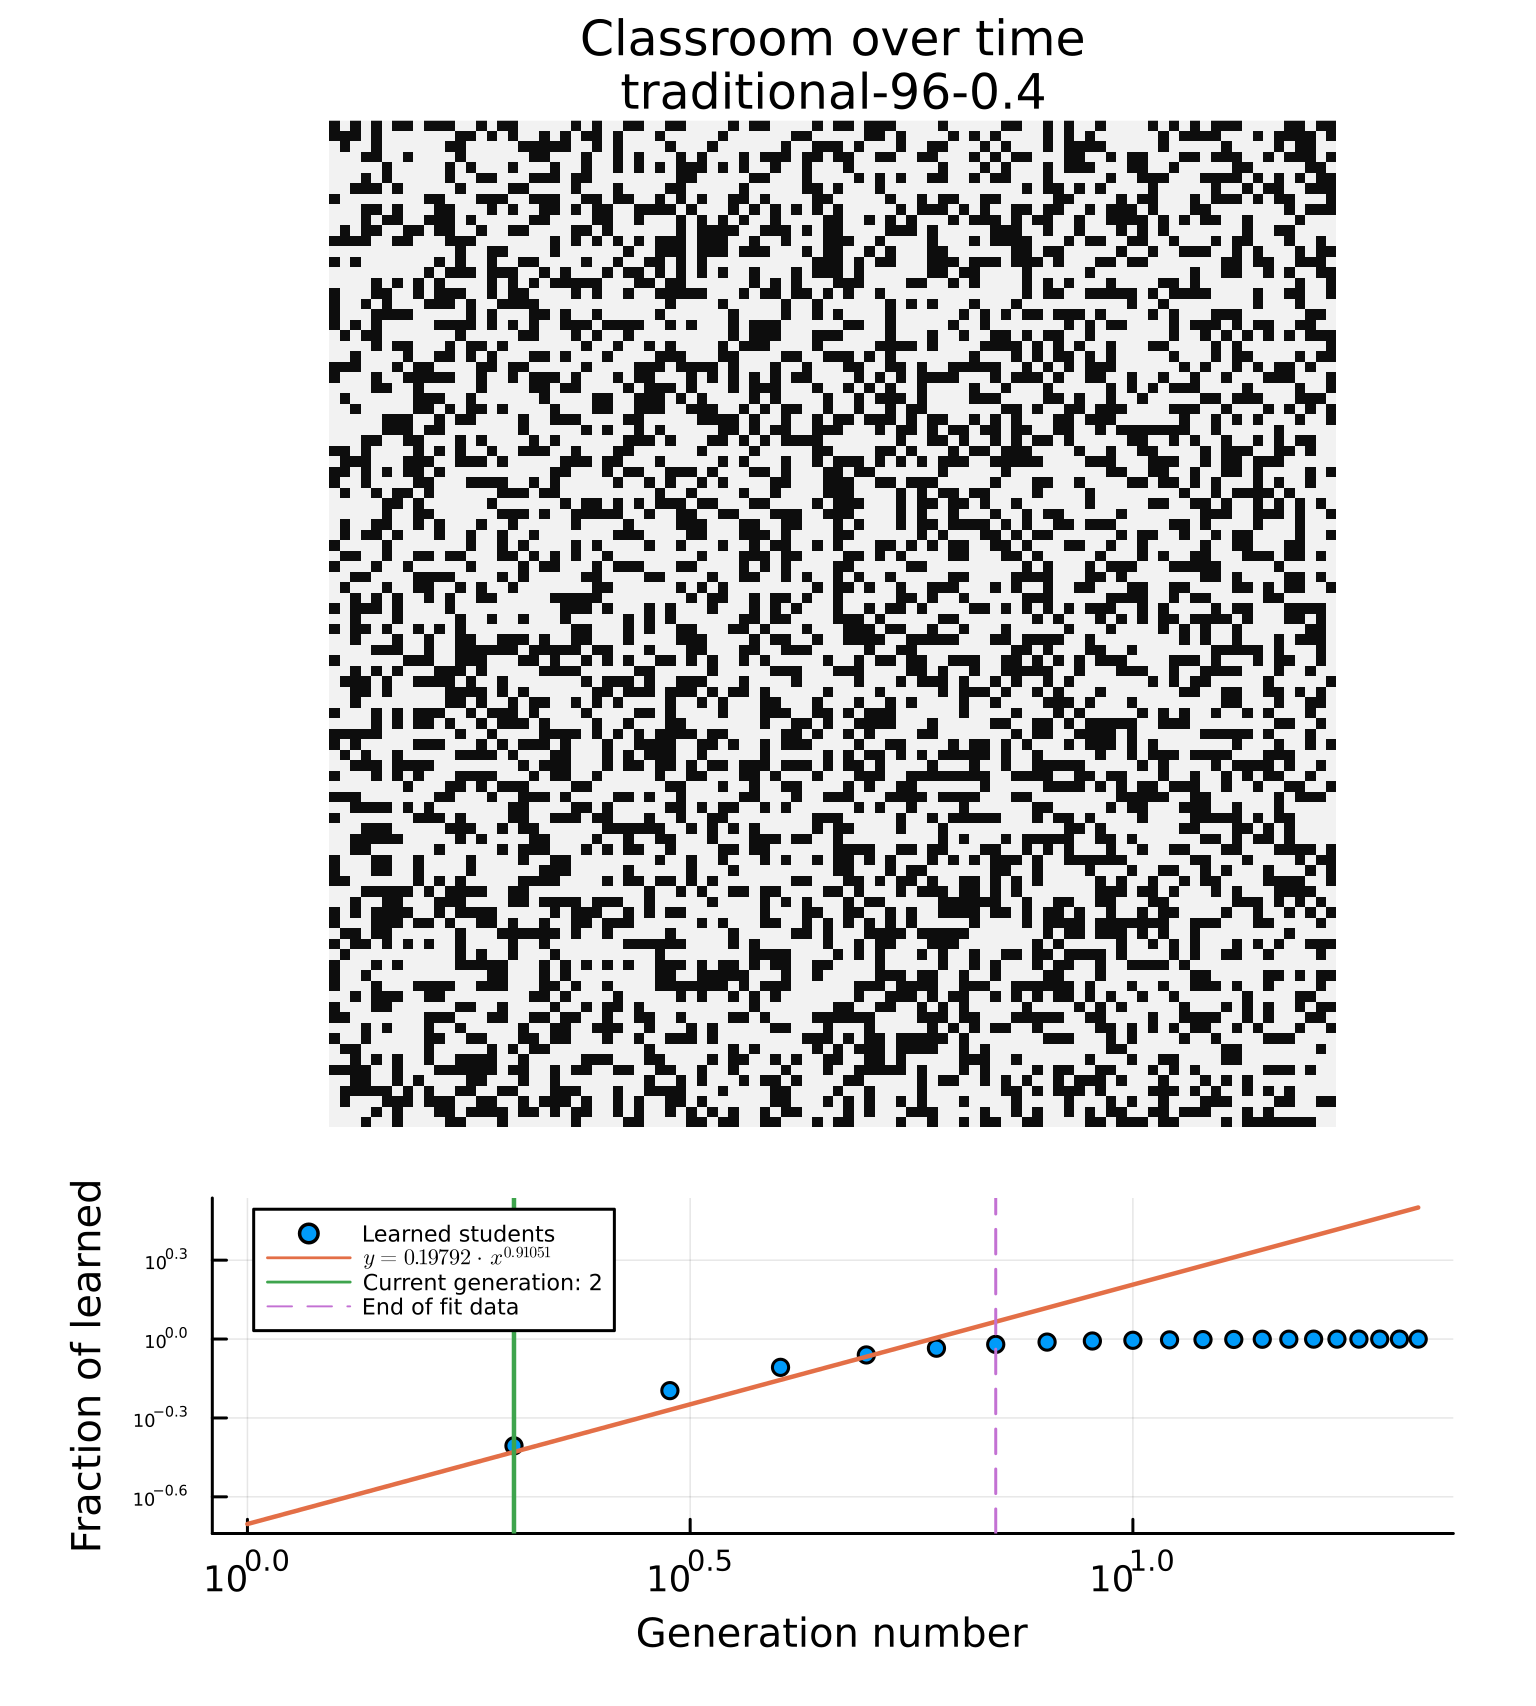 Classroom over time
traditional-96-0.4
Fraction of learned
Learned students
y = 0.19792 · x^0.91051
Current generation: 2
End of fit data
10^0.3
10^0.0
10^−0.3
10^−0.6
10^0.0 10^0.5 10^1.0
Generation number